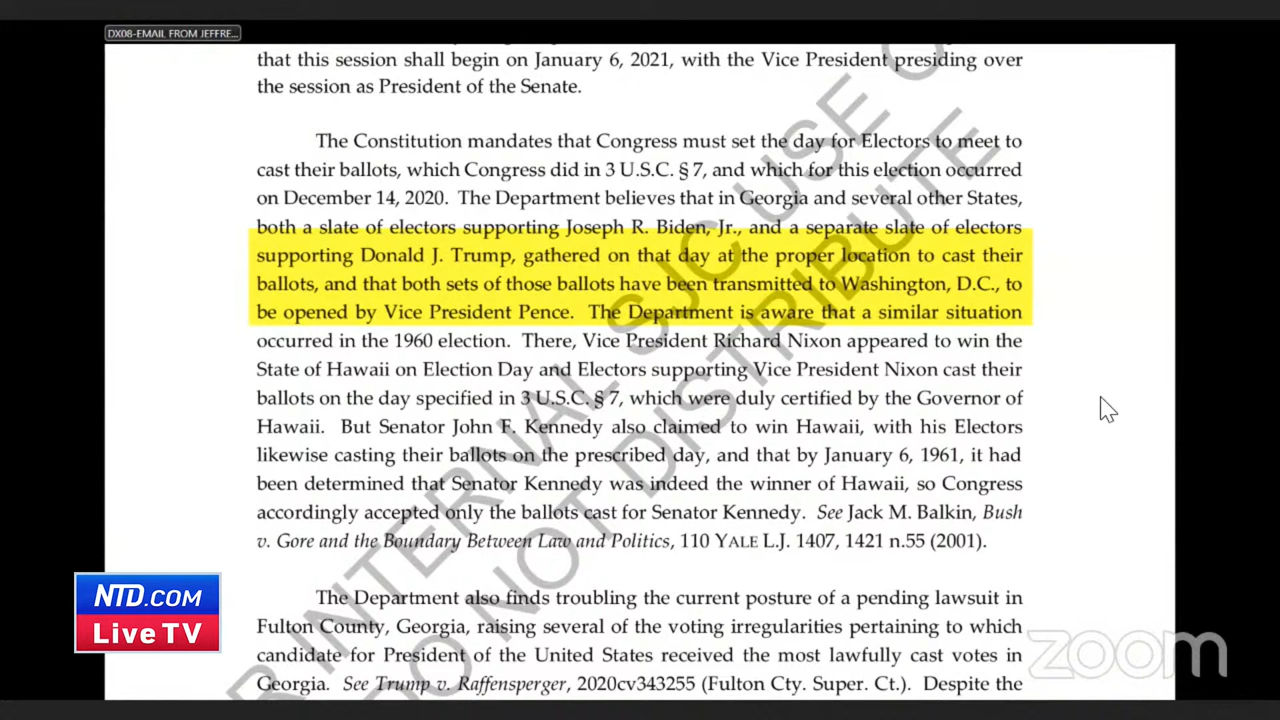 DX08-EMAIL FROM JEFFRE...
that this session shall begin on January 6, 2021, with the Vice President presiding over
the session as President of the Senate.
The Constitution mandates that Congress must set the day for Electors to meet to
cast their ballots, which Congress did in 3 U.S.C. § 7, and which for this election occurred
on December 14, 2020. The Department believes that in Georgia and several other States,
both a slate of electors supporting Joseph R. Biden, Jr., and a separate slate of electors
supporting Donald J. Trump, gathered on that day at the proper location to cast their
ballots, and that both sets of those ballots have been transmitted to Washington, D.C., to
be opened by Vice President Pence. The Department is aware that a similar situation
occurred in the 1960 election. There, Vice President Richard Nixon appeared to win the
State of Hawaii on Election Day and Electors supporting Vice President Nixon cast their
ballots on the day specified in 3 U.S.C. § 7, which were duly certified by the Governor of
Hawaii. But Senator John F. Kennedy also claimed to win Hawaii, with his Electors
likewise casting their ballots on the prescribed day, and that by January 6, 1961, it had
been determined that Senator Kennedy was indeed the winner of Hawaii, so Congress
accordingly accepted only the ballots cast for Senator Kennedy. See Jack M. Balkin, Bush
v. Gore and the Boundary Between Law and Politics, 110 YALE L.J. 1407, 1421 n.55 (2001).
The Department also finds troubling the current posture of a pending lawsuit in
Fulton County, Georgia, raising several of the voting irregularities pertaining to which
candidate for President of the United States received the most lawfully cast votes in
Georgia. See Trump v. Raffensperger, 2020cv343255 (Fulton Cty. Super. Ct.). Despite the
INTERNAL SJC USE
DO NOT DISTRIBUTE
NTD.COM
Live TV
zoom